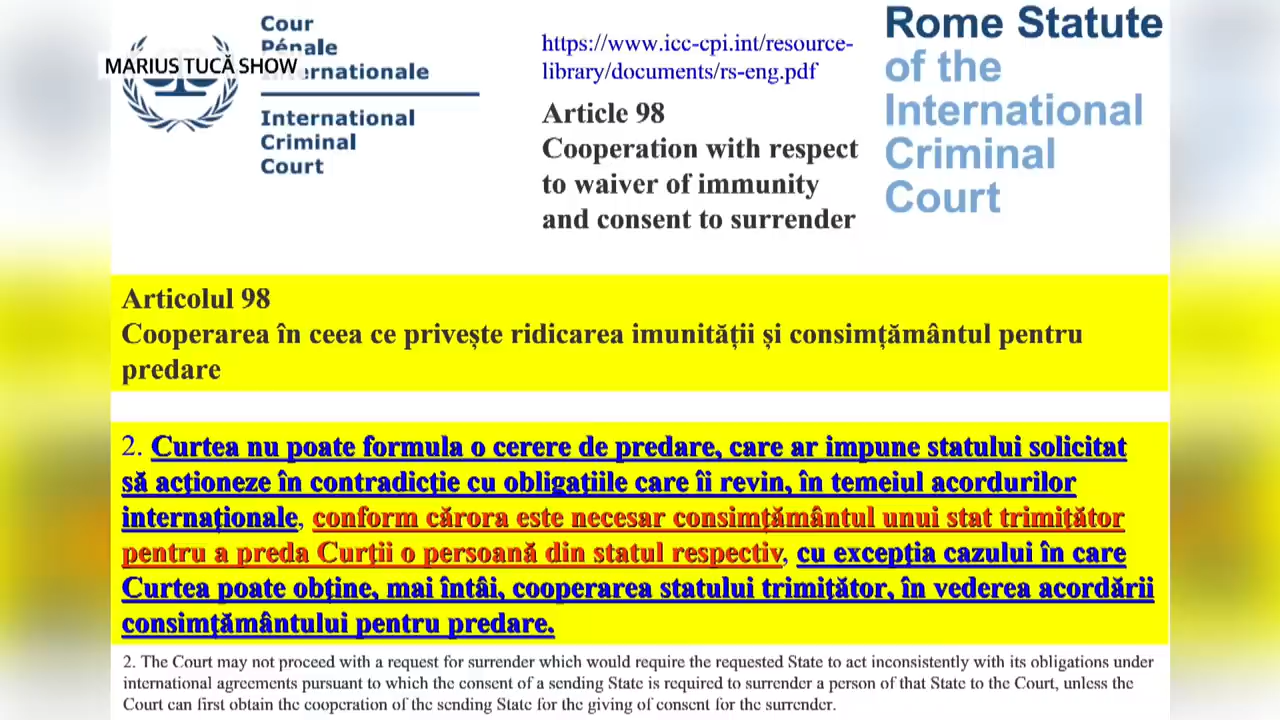 MARIUS TUCĂ SHOW
Cour
Pénale
Internationale
International
Criminal
Court
https://www.icc-cpi.int/resource-
library/documents/rs-eng.pdf
Article 98
Cooperation with respect
to waiver of immunity
and consent to surrender
Rome Statute
of the
International
Criminal
Court
Articolul 98
Cooperarea în ceea ce privește ridicarea imunității și consimțământul pentru
predare
2. Curtea nu poate formula o cerere de predare, care ar impune statului solicitat
să acționeze în contradicție cu obligațiile care îi revin, în temeiul acordurilor
internaționale, conform cărora este necesar consimțământul unui stat trimițător
pentru a preda Curții o persoană din statul respectiv, cu excepția cazului în care
Curtea poate obține, mai întâi, cooperarea statului trimițător, în vederea acordării
consimțământului pentru predare.
2. The Court may not proceed with a request for surrender which would require the requested State to act inconsistently with its obligations under
international agreements pursuant to which the consent of a sending State is required to surrender a person of that State to the Court, unless the
Court can first obtain the cooperation of the sending State for the giving of consent for the surrender.